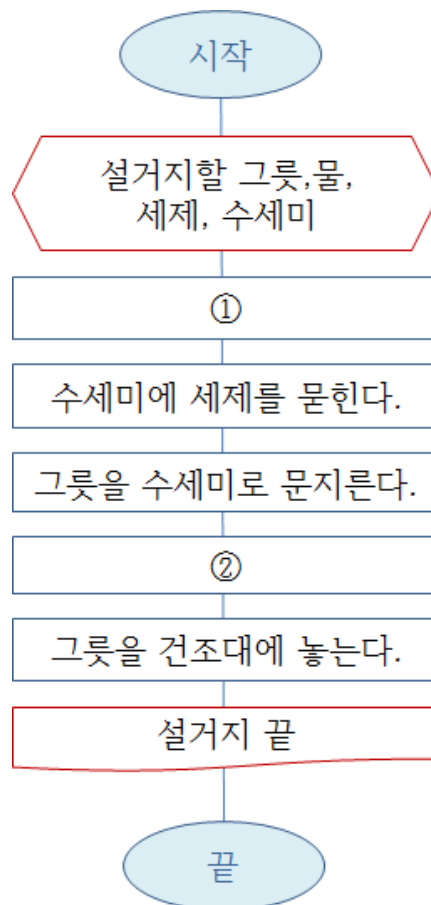 시작
설거지할 그릇,물,
세제, 수세미
①
수세미에 세제를 묻힌다.
그릇을 수세미로 문지른다.
②
그릇을 건조대에 놓는다.
설거지 끝
끝